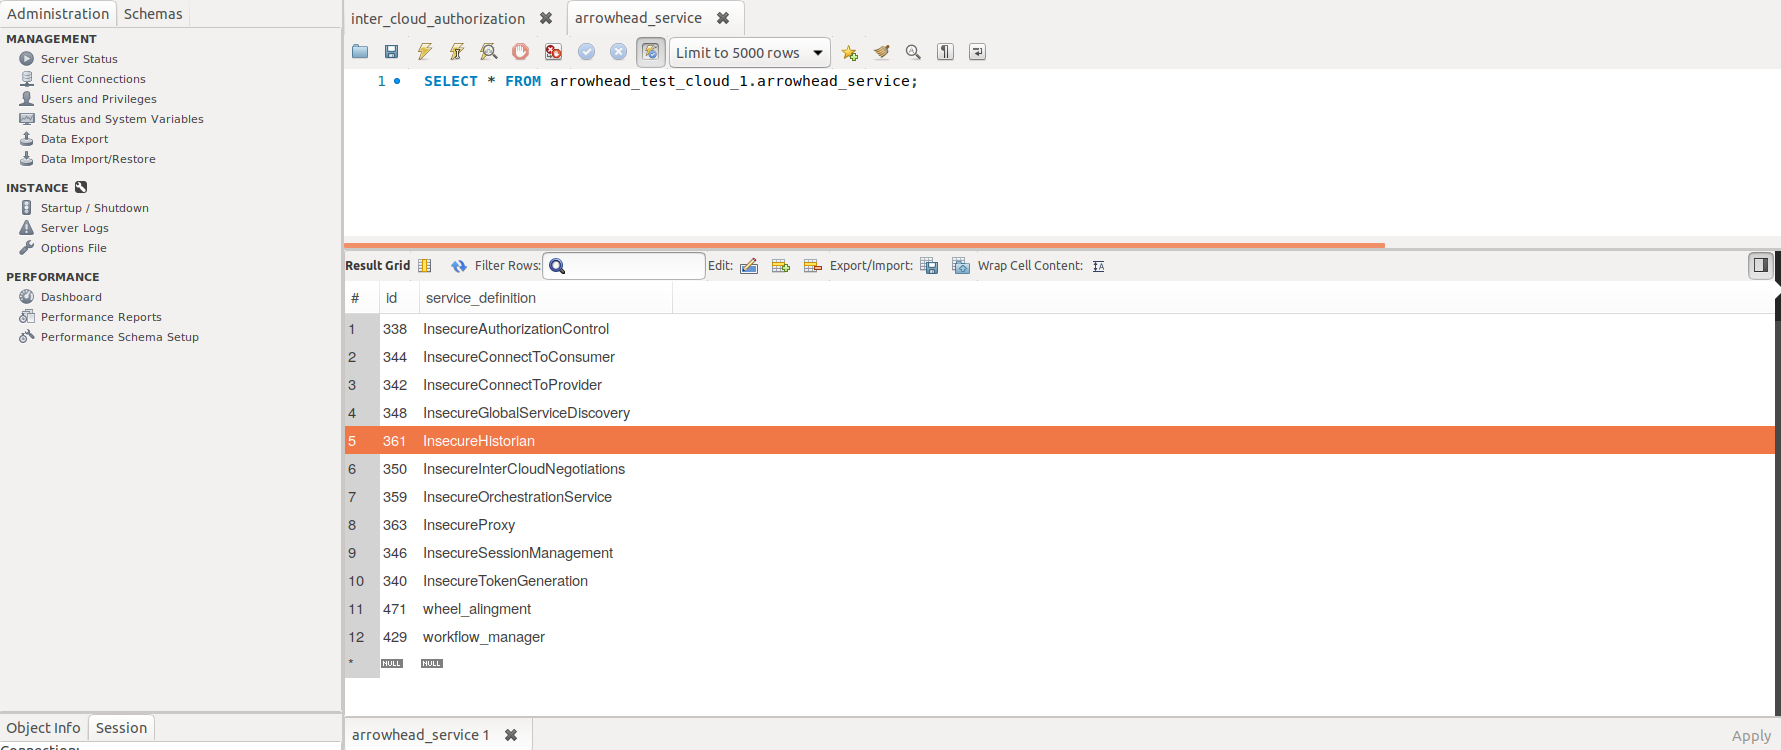 Administration Schemas
MANAGEMENT
Server Status
Client Connections
Users and Privileges
Status and System Variables
Data Export
Data Import/Restore
INSTANCE
Startup / Shutdown
Server Logs
Options File
PERFORMANCE
Dashboard
Performance Reports
Performance Schema Setup
Object Info Session
Connection:
inter_cloud_authorization arrowhead_service
Limit to 5000 rows
1 SELECT * FROM arrowhead_test_cloud_1.arrowhead_service;
Result Grid Filter Rows: Edit: Export/Import: Wrap Cell Content:
# id service_definition
1 338 InsecureAuthorizationControl
2 344 InsecureConnectToConsumer
3 342 InsecureConnectToProvider
4 348 InsecureGlobalServiceDiscovery
5 361 InsecureHistorian
6 350 InsecureInterCloudNegotiations
7 359 InsecureOrchestrationService
8 363 InsecureProxy
9 346 InsecureSessionManagement
10 340 InsecureTokenGeneration
11 471 wheel_alingment
12 429 workflow_manager
* NULL NULL
arrowhead_service 1 Apply